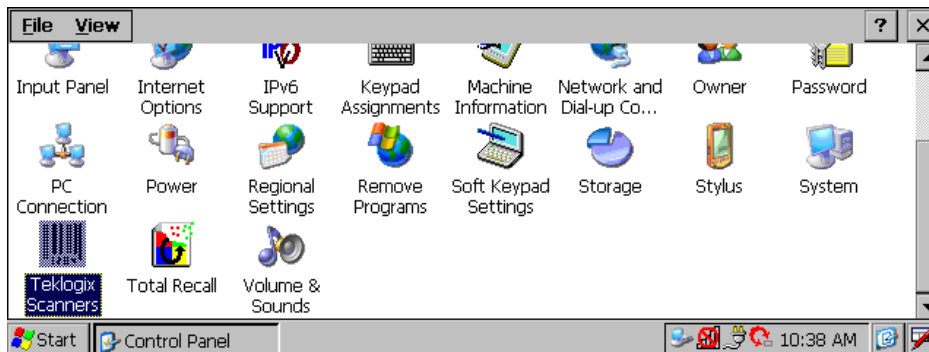 File View ?
Input Panel
Internet
Options
IPv6
Support
Keypad
Assignments
Machine
Information
Network and
Dial-up Co...
Owner
Password
PC
Connection
Power
Regional
Settings
Remove
Programs
Soft Keypad
Settings
Storage
Stylus
System
Teklogix
Scanners
Total Recall
Volume &
Sounds
Start Control Panel 10:38 AM